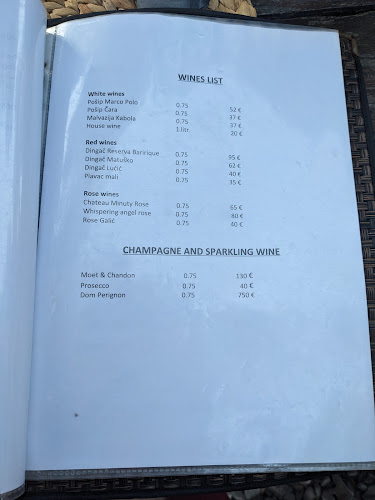 WINES LIST
White wines
Pošip Marco Polo 0.75 52 €
Pošip Čara 0.75 37 €
Malvazija Kabola 0.75 37 €
House wine 1 litr. 20 €
Red wines
Dingač Reserva Baririque 0.75 95 €
Dingač Matuško 0.75 62 €
Dingač Lučić 0.75 40 €
Plavac mali 0.75 35 €
Rose wines
Chateau Minuty Rose 0.75 65 €
Whispering angel rose 0.75 80 €
Rose Galić 0.75 40 €
CHAMPAGNE AND SPARKLING WINE
Moet & Chandon 0.75 130 €
Prosecco 0.75 40 €
Dom Perignon 0.75 750 €